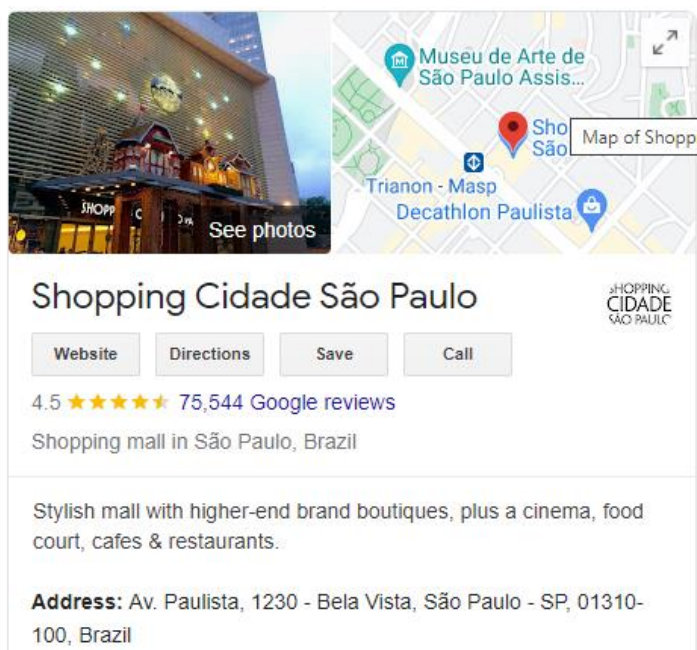 Museu de Arte de
São Paulo Assis...
Sho
São
Map of Shopp
Trianon - Masp
Decathlon Paulista
SHOPP
See photos
Shopping Cidade São Paulo
SHOPPING
CIDADE
SÃO PAULO
Website Directions Save Call
4.5 75,544 Google reviews
Shopping mall in São Paulo, Brazil
Stylish mall with higher-end brand boutiques, plus a cinema, food
court, cafes & restaurants.
Address: Av. Paulista, 1230 - Bela Vista, São Paulo - SP, 01310-
100, Brazil